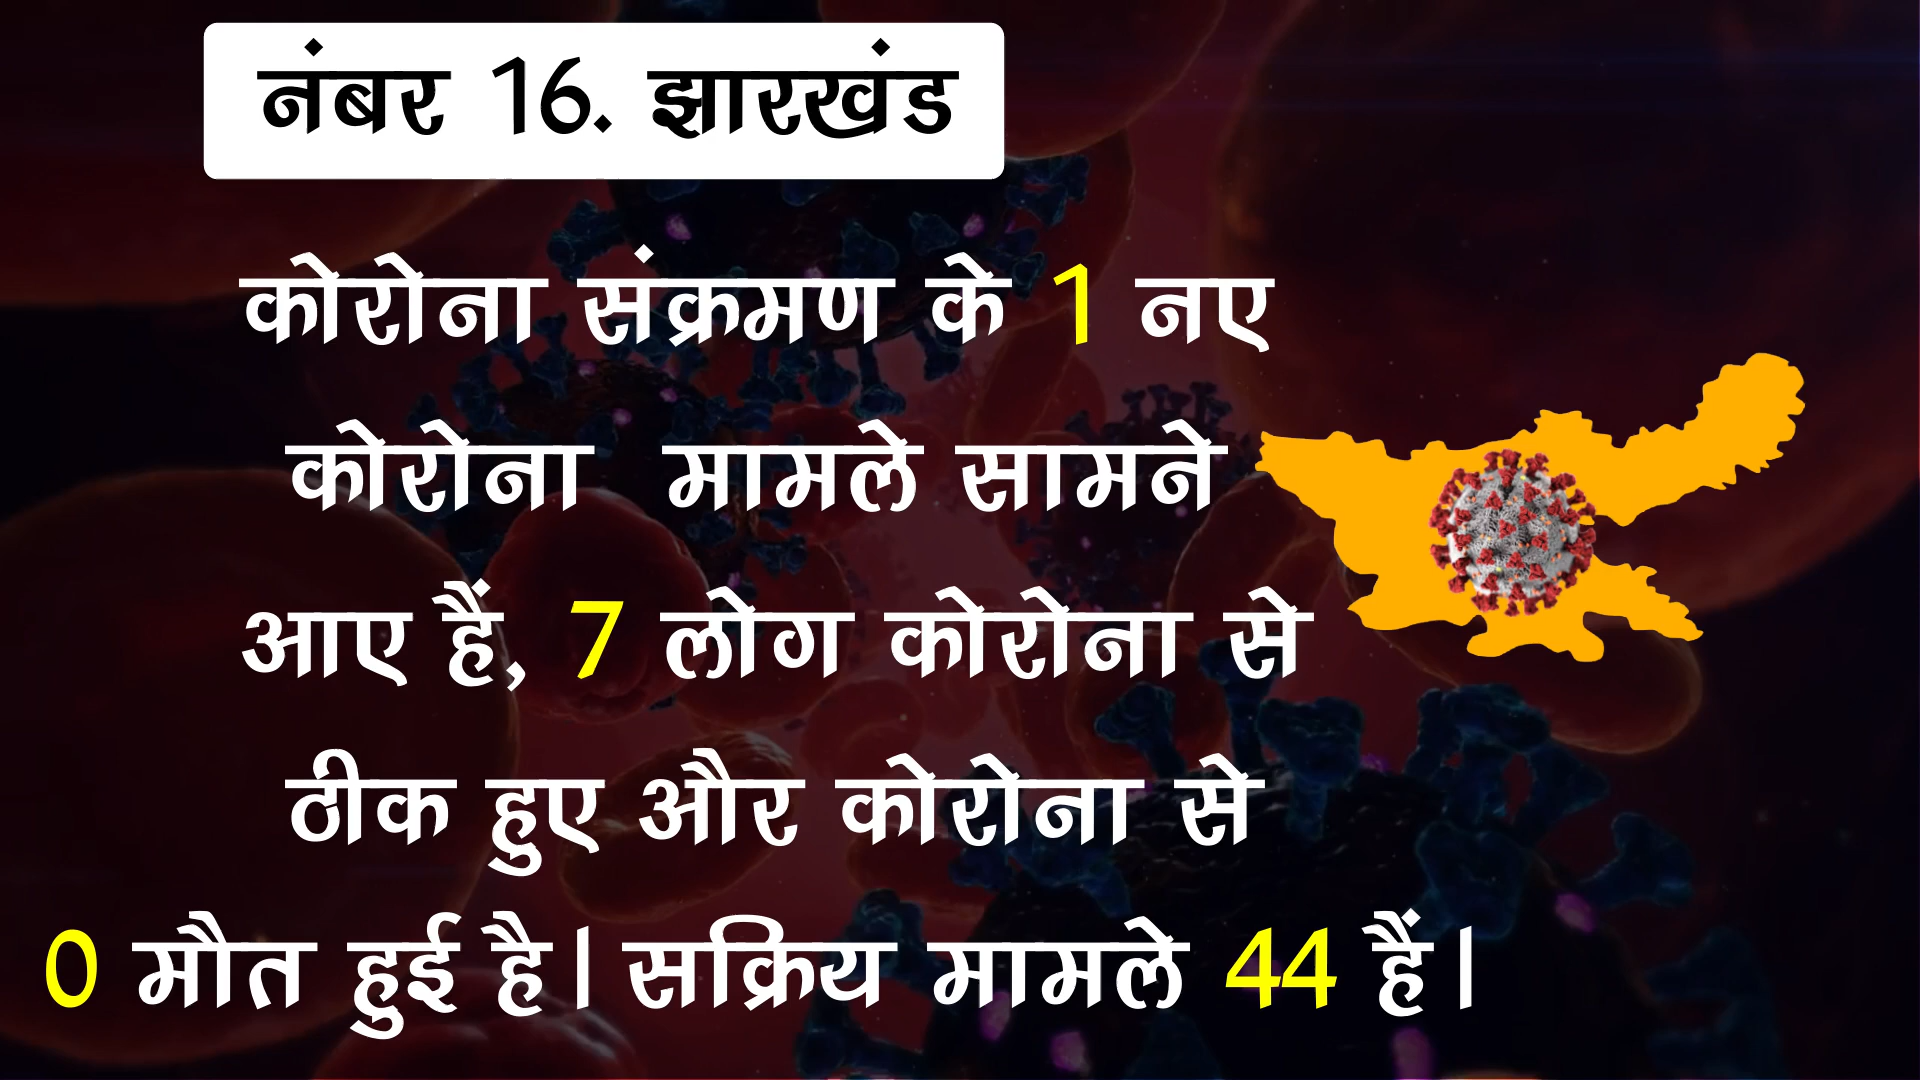 नंबर 16. झारखंड
कोरोना संक्रमण के 1 नए
कोरोना मामले सामने
आए हैं, 7 लोग कोरोना से
ठीक हुए और कोरोना से
0 मौत हुई है। सक्रिय मामले 44 हैं।